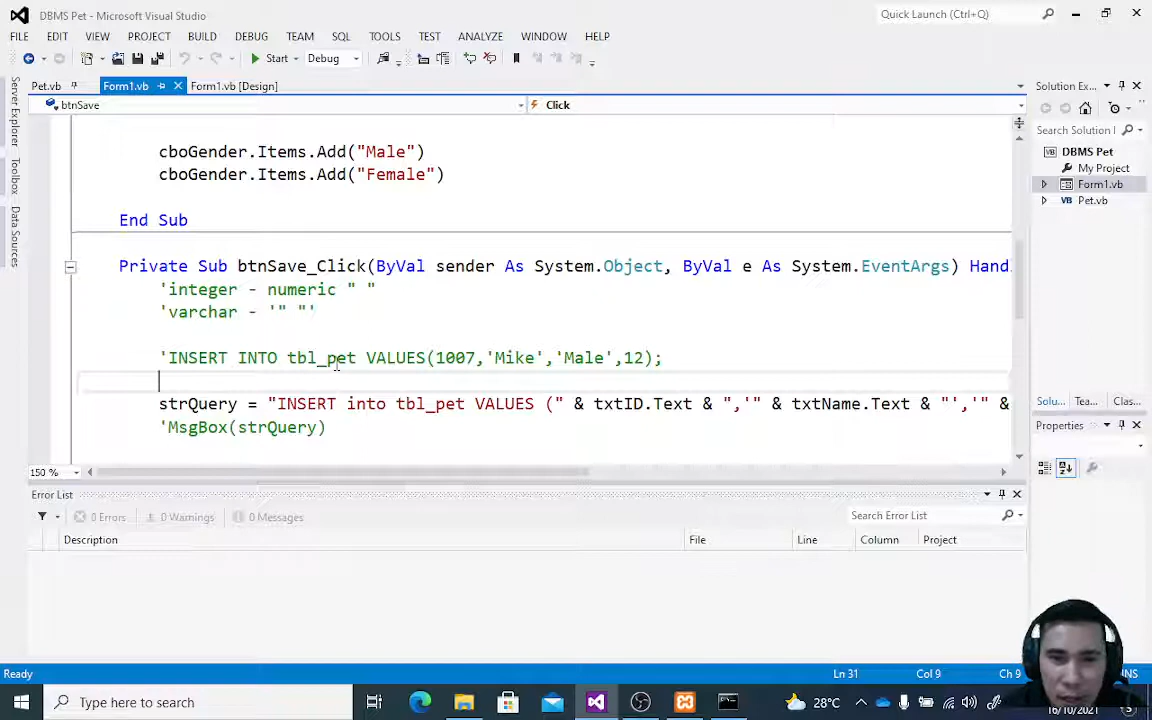 DBMS Pet - Microsoft Visual Studio
Quick Launch (Ctrl+Q)
FILE EDIT VIEW PROJECT BUILD DEBUG TEAM SQL TOOLS TEST ANALYZE WINDOW HELP
Start Debug
Pet.vb Form1.vb Form1.vb [Design]
Solution Ex...
btnSave Click
Search Solution
Server Explorer
Toolbox
Data Sources
DBMS Pet
My Project
Form1.vb
Pet.vb
cboGender.Items.Add("Male")
cboGender.Items.Add("Female")
End Sub
Private Sub btnSave_Click(ByVal sender As System.Object, ByVal e As System.EventArgs) Handl
'integer - numeric " "
'varchar - '" "'
'INSERT INTO tbl_pet VALUES(1007,'Mike','Male',12);
strQuery = "INSERT into tbl_pet VALUES (" & txtID.Text & ",'" & txtName.Text & "','" &
'MsgBox(strQuery)
150 %
Solu... Tea... Clas...
Properties
Error List
0 Errors 0 Warnings 0 Messages
Search Error List
Description File Line Column Project
Ready Ln 31 Col 9 Ch 9 INS
Type here to search
28°C
16/10/2021